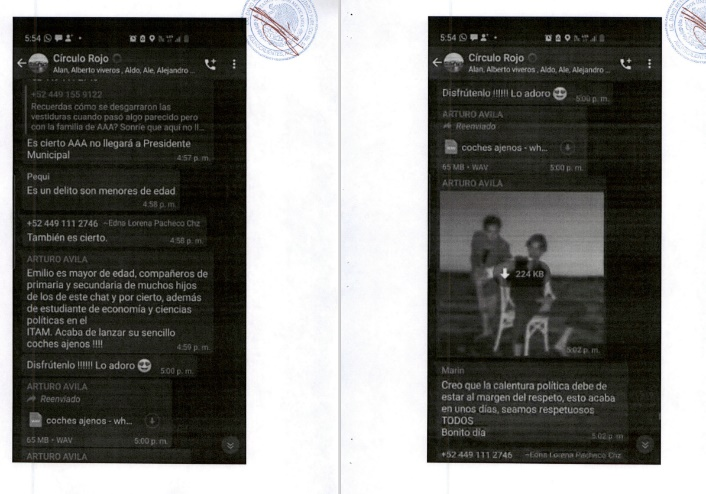 5:54
Círculo Rojo
Alan, Alberto viveros , Aldo, Ale, Alejandro ...
+52 449 155 9122
Recuerdas cómo se desgarraron las
vestiduras cuando pasó algo parecido pero
con la familia de AAA? Sonríe que aquí no ll...
Es cierto AAA no llegará a Presidente
Municipal
4:57 p. m.
Pequi
Es un delito son menores de edad
4:58 p. m.
+52 449 111 2746 ~Edna Lorena Pacheco Chz
También es cierto.
4:58 p. m.
ARTURO AVILA
Emilio es mayor de edad, compañeros de
primaria y secundaria de muchos hijos
de los de este chat y por cierto, además
de estudiante de economía y ciencias
políticas en el
ITAM. Acaba de lanzar su sencillo
coches ajenos !!!!
4:59 p. m.
Disfrútenlo !!!!!! Lo adoro 😍
5:00 p. m.
ARTURO AVILA
Reenviado
coches ajenos - wh...
65 MB • WAV
5:00 p. m.
ARTURO AVILA
5:54
Círculo Rojo
Alan, Alberto viveros , Aldo, Ale, Alejandro ...
Disfrútenlo !!!!!! Lo adoro 😍
5:00 p. m.
ARTURO AVILA
Reenviado
coches ajenos - wh...
65 MB • WAV
5:00 p. m.
ARTURO AVILA
224 KB
5:02 p. m.
Marin
Creo que la calentura política debe de
estar al margen del respeto, esto acaba
en unos días, seamos respetuosos
TODOS
Bonito día
5:02 p. m.
+52 449 111 2746 ~Edna Lorena Pacheco Chz